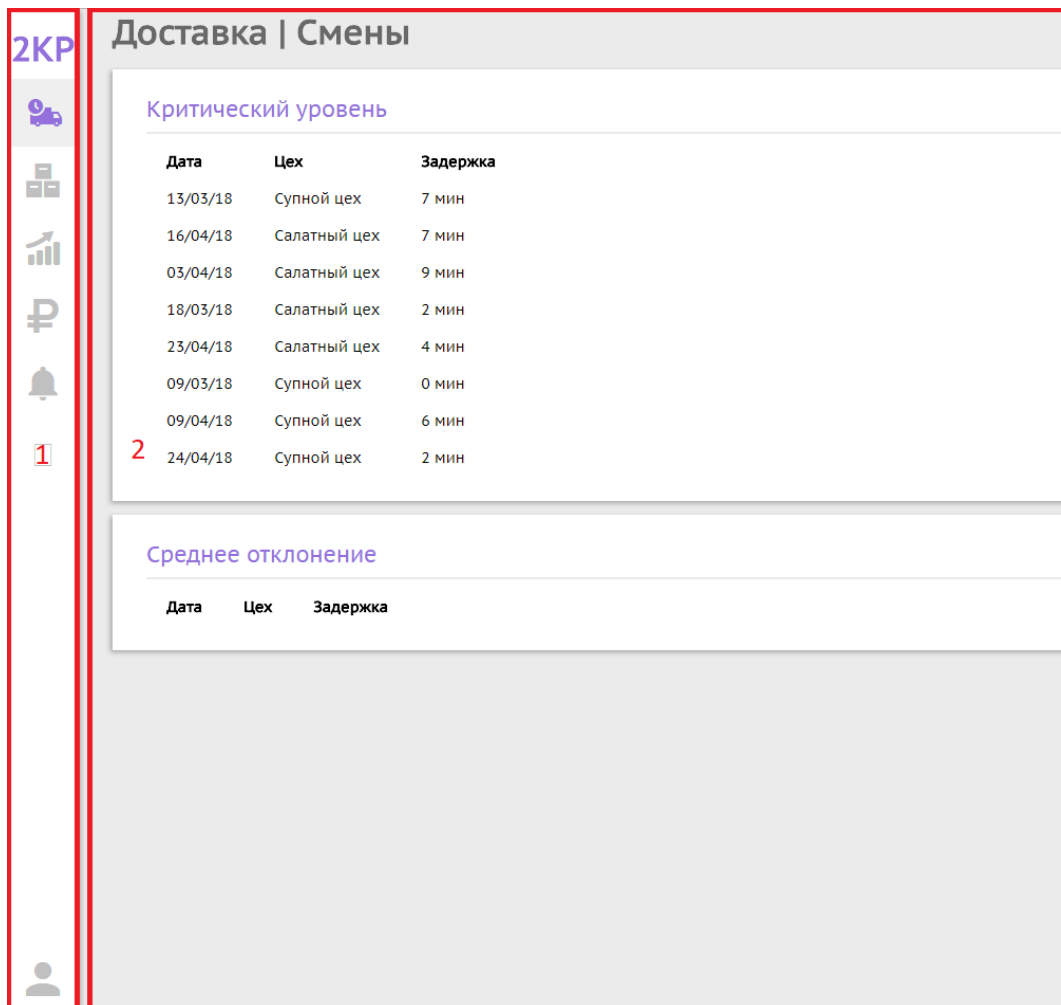 2KP
Доставка | Смены
Критический уровень
Дата Цех Задержка
13/03/18 Супной цех 7 мин
16/04/18 Салатный цех 7 мин
03/04/18 Салатный цех 9 мин
18/03/18 Салатный цех 2 мин
23/04/18 Салатный цех 4 мин
09/03/18 Супной цех 0 мин
09/04/18 Супной цех 6 мин
1
2
24/04/18 Супной цех 2 мин
Среднее отклонение
Дата Цех Задержка